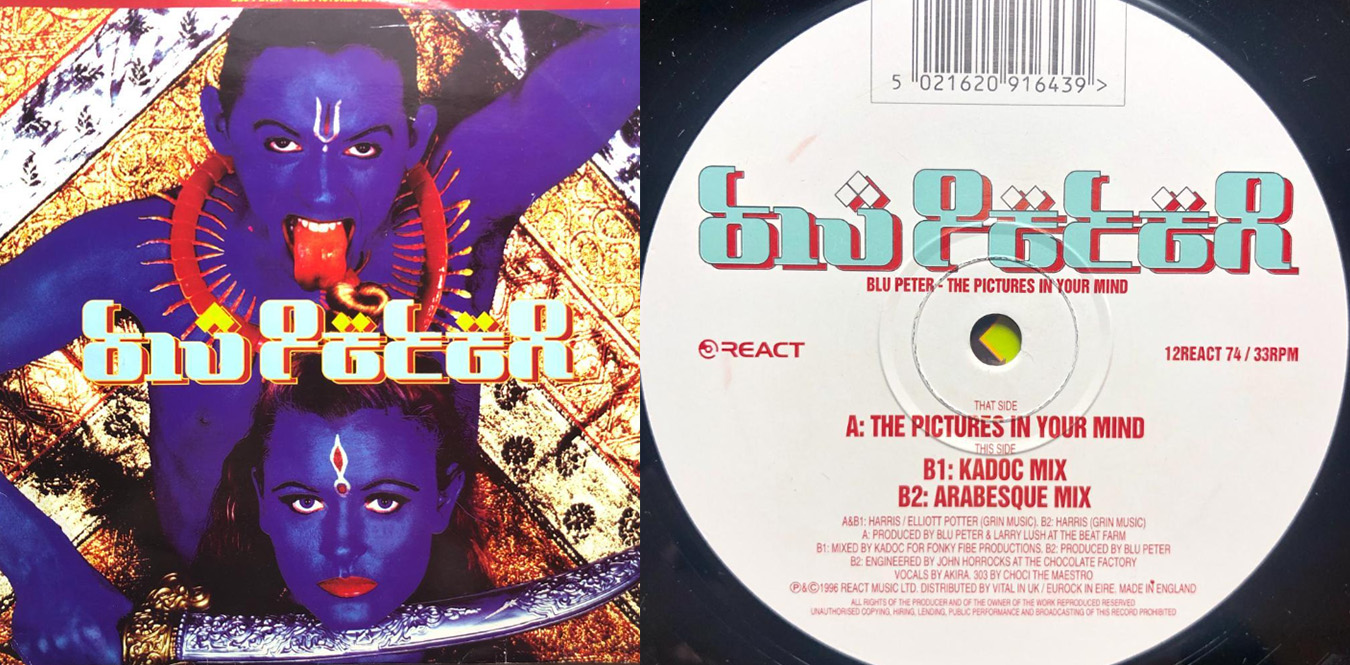 BLU PETER
5 021620 916439 >
BLU PETER
BLU PETER - THE PICTURES IN YOUR MIND
REACT
12REACT 74 / 33RPM
THAT SIDE
A: THE PICTURES IN YOUR MIND
THIS SIDE
B1: KADOC MIX
B2: ARABESQUE MIX
A&B1: HARRIS / ELLIOTT POTTER (GRIN MUSIC). B2: HARRIS (GRIN MUSIC)
A: PRODUCED BY BLU PETER & LARRY LUSH AT THE BEAT FARM
B1: MIXED BY KADOC FOR FONKY FIBE PRODUCTIONS. B2: PRODUCED BY BLU PETER
B2: ENGINEERED BY JOHN HORROCKS AT THE CHOCOLATE FACTORY
VOCALS BY AKIRA. 303 BY CHOCI THE MAESTRO
℗&©1996 REACT MUSIC LTD. DISTRIBUTED BY VITAL IN UK / EUROCK IN EIRE. MADE IN ENGLAND
ALL RIGHTS OF THE PRODUCER AND OF THE OWNER OF THE WORK REPRODUCED RESERVED
UNAUTHORISED COPYING, HIRING, LENDING, PUBLIC PERFORMANCE AND BROADCASTING OF THIS RECORD PROHIBITED